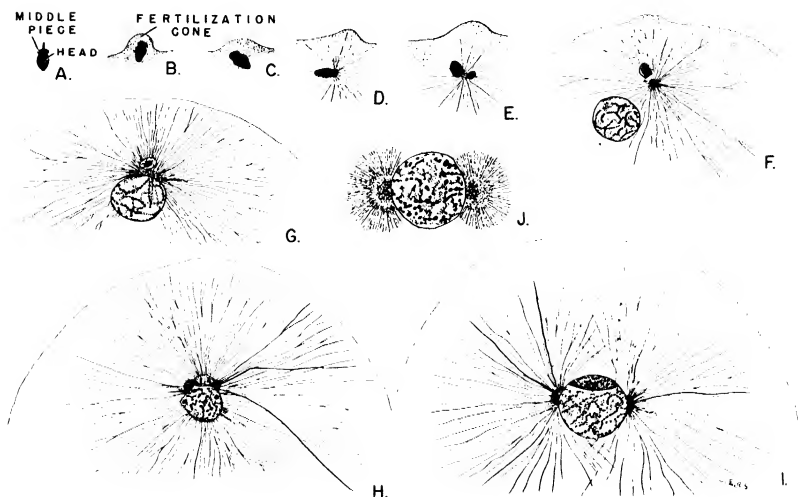 MIDDLE
PIECE
HEAD
A.
FERTILIZATION
CONE
B.
C.
D.
E.
F.
G.
J.
H.
I.